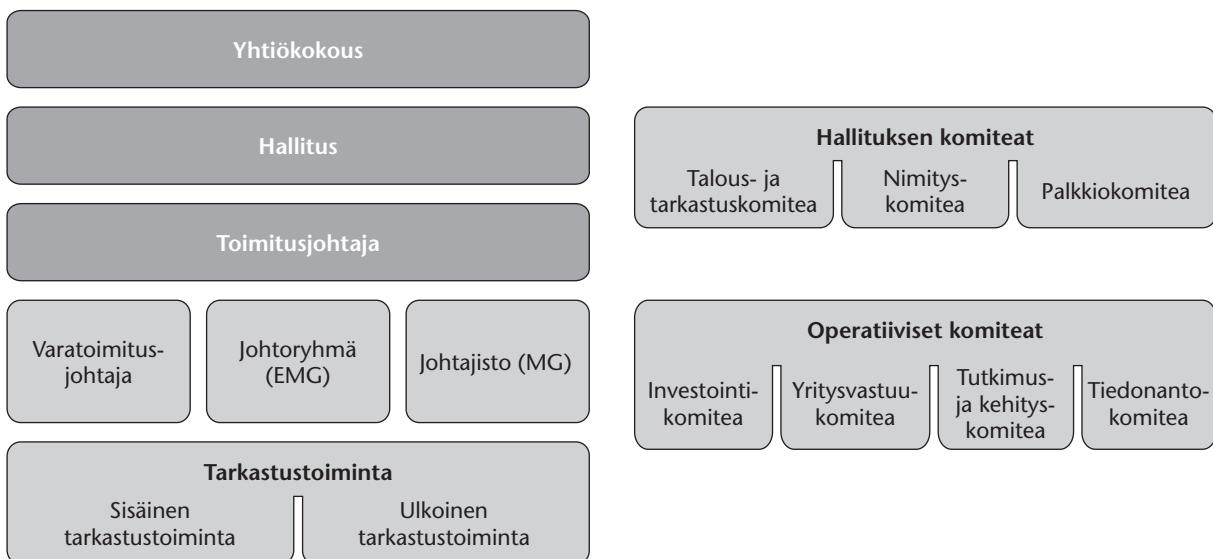 Yhtiökokous
Hallitus
Toimitusjohtaja
Varatoimitus-
johtaja
Johtoryhmä
(EMG)
Johtajisto (MG)
Tarkastustoiminta
Sisäinen
tarkastustoiminta
Ulkoinen
tarkastustoiminta
Hallituksen komiteat
Talous- ja
tarkastuskomitea
Nimitys-
komitea
Palkkiokomitea
Operatiiviset komiteat
Investointi-
komitea
Yritysvastuu-
komitea
Tutkimus-
ja kehitys-
komitea
Tiedonanto-
komitea